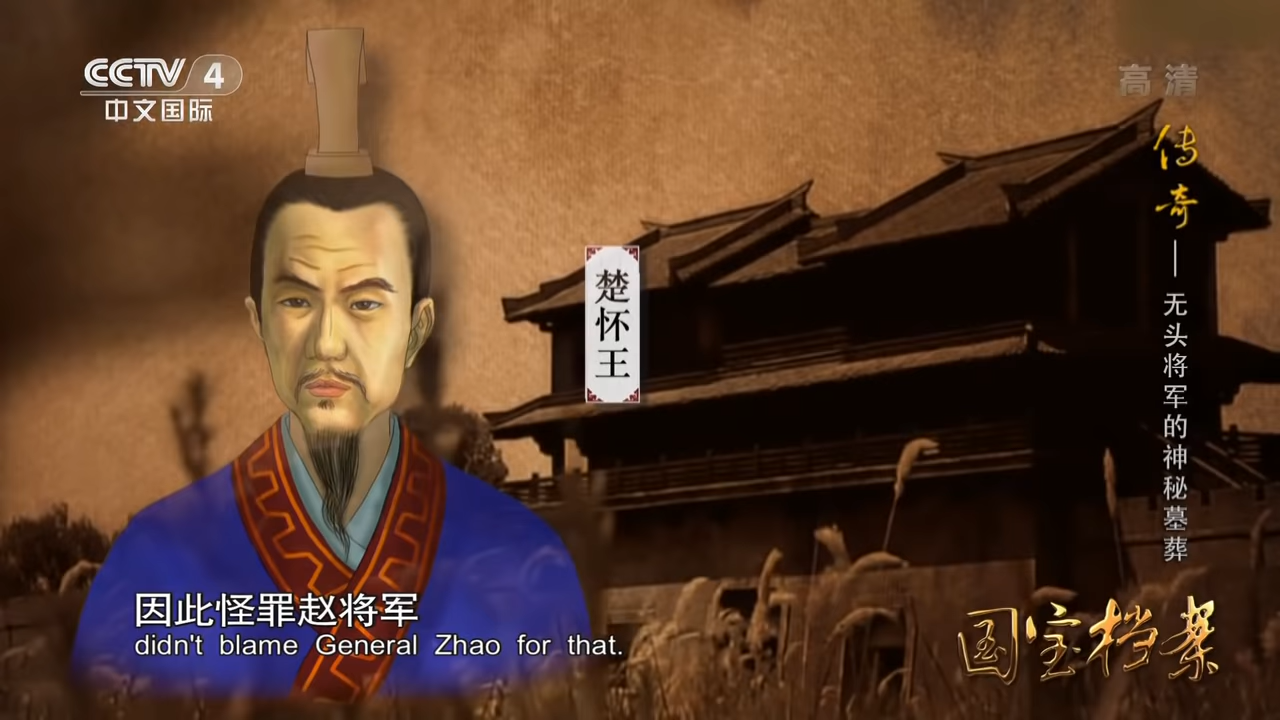 CCTV 4
中文国际
高清
传奇——无头将军的神秘墓葬
楚怀王
因此怪罪赵将军
didn't blame General Zhao for that.
国宝档案